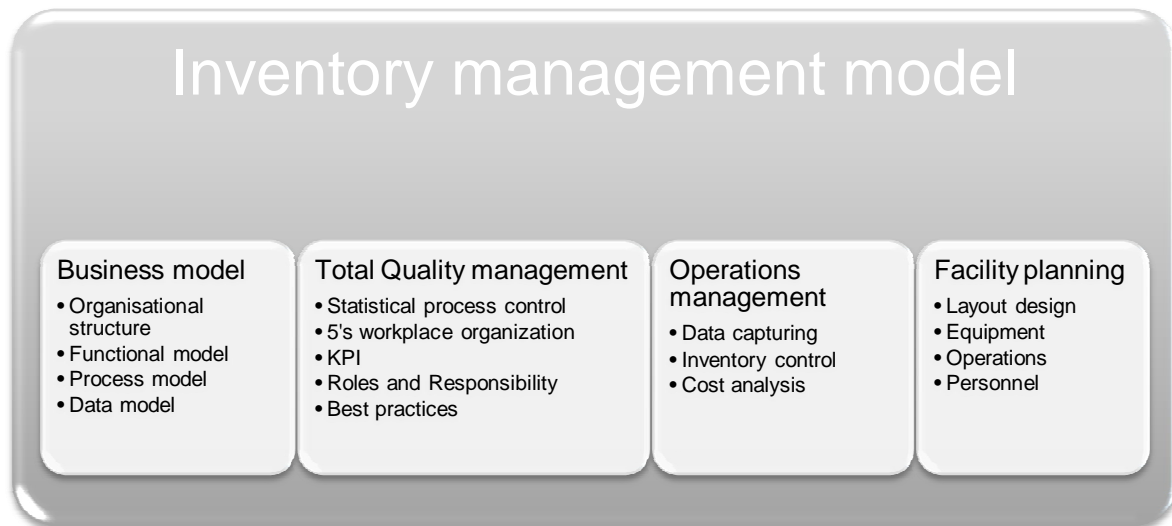 Inventory management model
Business model
• Organisational
structure
• Functional model
• Process model
• Data model
Total Quality management
• Statistical process control
• 5's workplace organization
• KPI
• Roles and Responsibility
• Best practices
Operations
management
• Data capturing
• Inventory control
• Cost analysis
Facility planning
• Layout design
• Equipment
• Operations
• Personnel